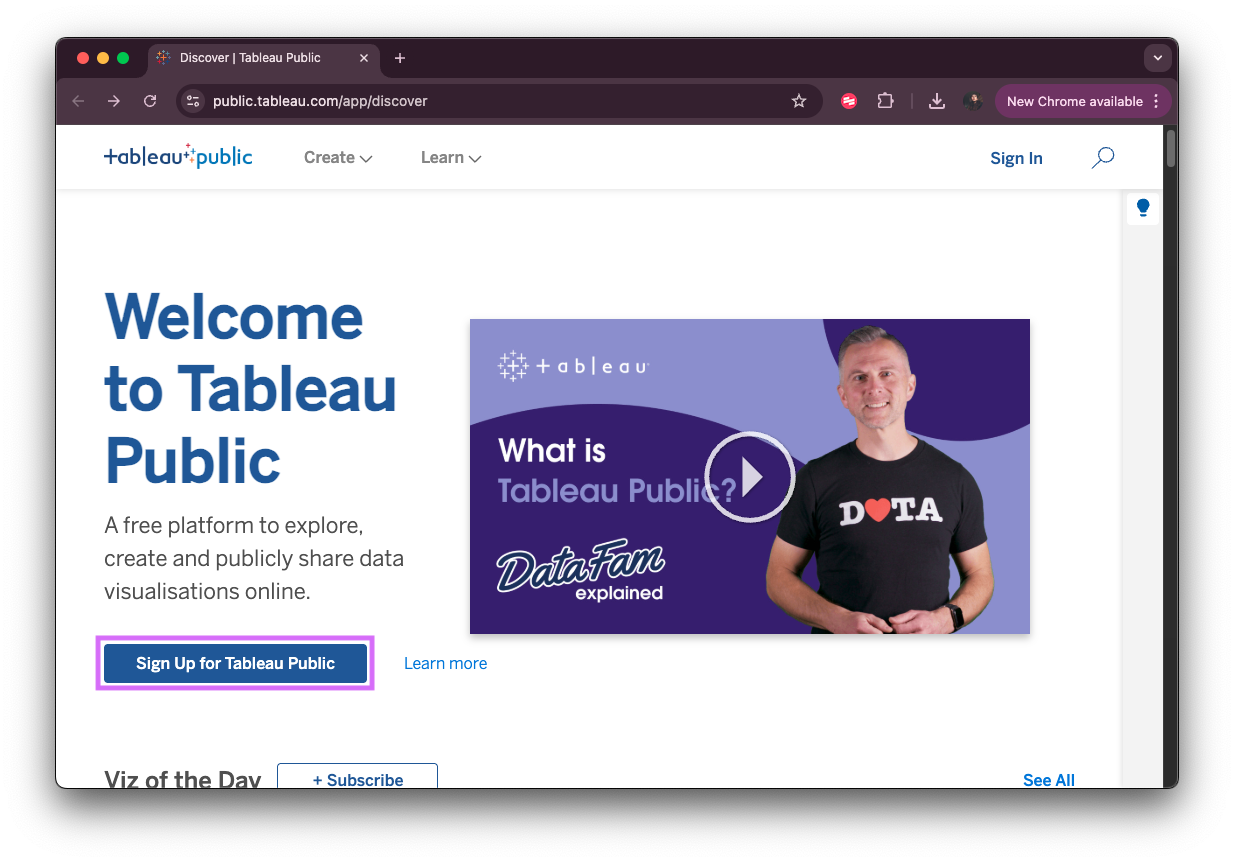 Discover | Tableau Public
public.tableau.com/app/discover
New Chrome available
+ableau public
Create
Learn
Sign In
Welcome
to Tableau
Public
A free platform to explore,
create and publicly share data
visualisations online.
Sign Up for Tableau Public
Learn more
+ableau
What is
Tableau Public?
DataFam
explained
D❤TA
Viz of the Day
+ Subscribe
See All